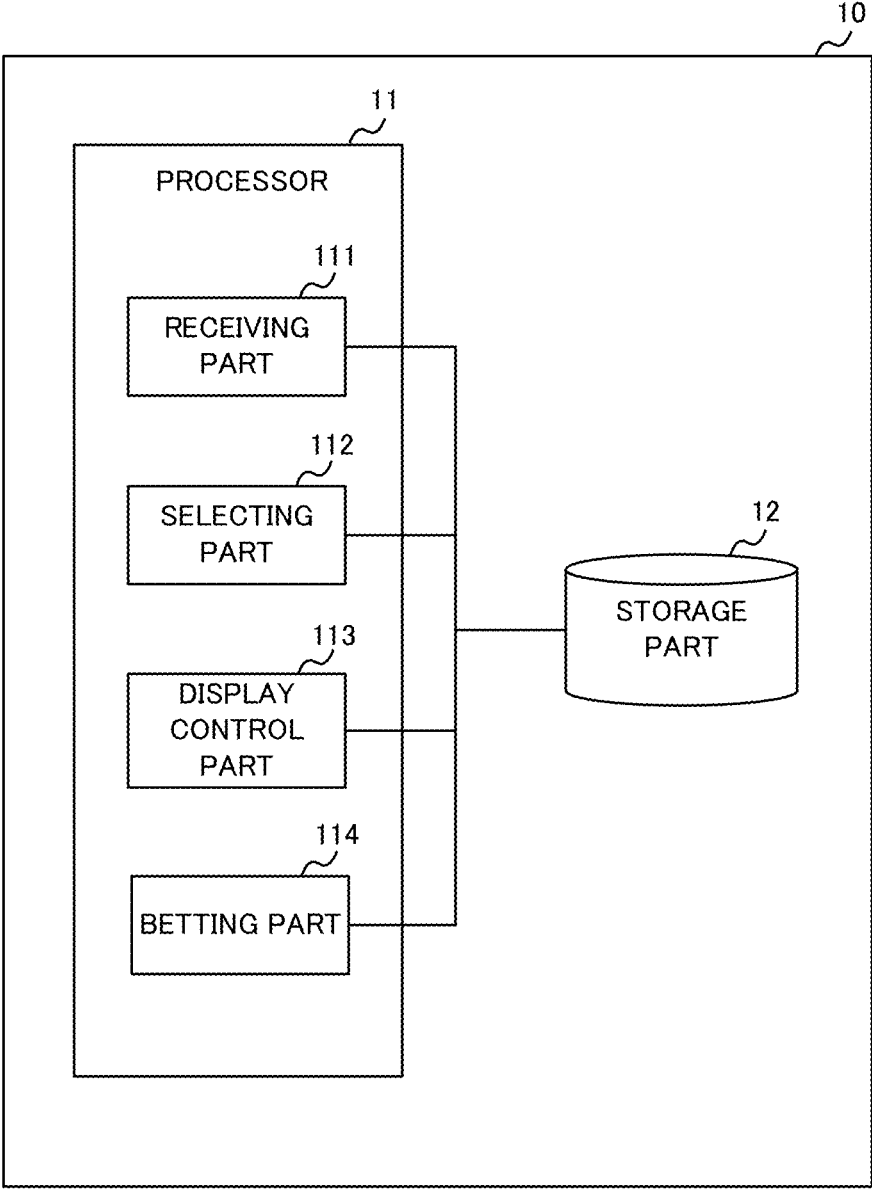 10
11
PROCESSOR
111
RECEIVING
PART
112
SELECTING
PART
12
STORAGE
PART
113
DISPLAY
CONTROL
PART
114
BETTING PART